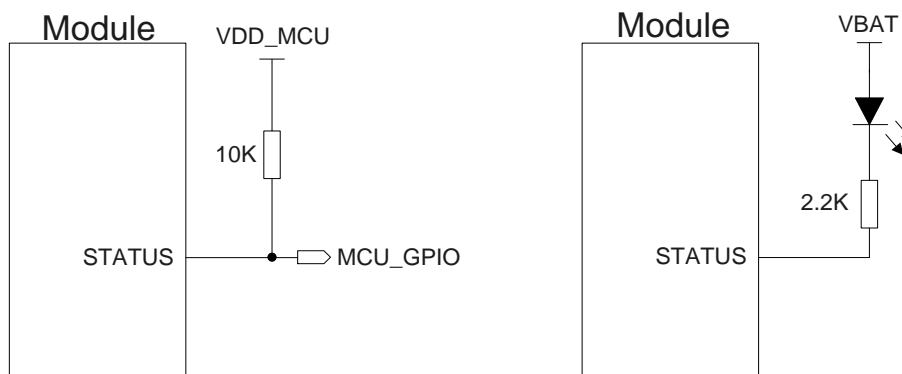 Module
VDD_MCU
10K
STATUS
MCU_GPIO
Module
VBAT
2.2K
STATUS